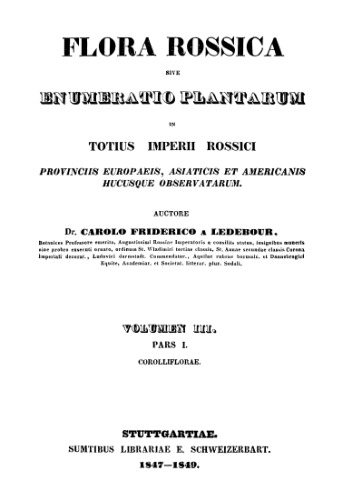 FLORA ROSSICA
SIVE
ENUMERATIO PLANTARUM
IN
TOTIUS IMPERII ROSSICI
PROVINCIIS EUROPAEIS, ASIATICIS ET AMERICANIS
HUCUSQUE OBSERVATARUM.
AUCTORE
Dr. CAROLO FRIDERICO A LEDEBOUR,
Botanices Professore emerito, Augustissimi Rossiae Imperatoris a consiliis status, insignibus muneris
sine probro exacti ornato, ordinum St. Wladimiri tertiae classis, St. Annae secundae classis Corona
Imperiali decorat., Ludovici darmstadt. Commendator., Aquilae rubrae boruss. et Dannebrogici
Equite, Academiar. et Societat. litterar. plur. Sodali.
VOLUMEN III.
PARS I.
COROLLIFLORAE.
STUTTGARTIAE.
SUMTIBUS LIBRARIAE E. SCHWEIZERBART.
1847-1849.